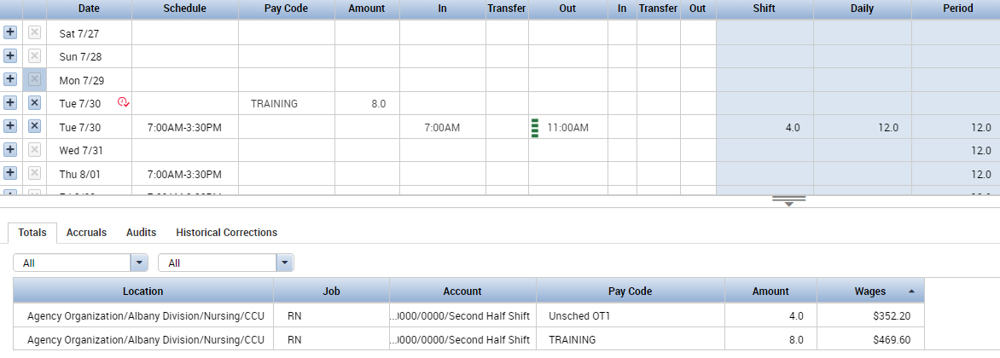 Date Schedule Pay Code Amount In Transfer Out In Transfer Out Shift Daily Period
Sat 7/27
Sun 7/28
Mon 7/29
Tue 7/30 TRAINING 8.0
Tue 7/30 7:00AM-3:30PM 7:00AM 11:00AM 4.0 12.0 12.0
Wed 7/31 12.0
Thu 8/01 7:00AM-3:30PM 12.0
Totals Accruals Audits Historical Corrections
All All
Location Job Account Pay Code Amount Wages
Agency Organization/Albany Division/Nursing/CCU RN ...)000/0000/Second Half Shift Unsched OT1 4.0 $352.20
Agency Organization/Albany Division/Nursing/CCU RN ...)000/0000/Second Half Shift TRAINING 8.0 $469.60